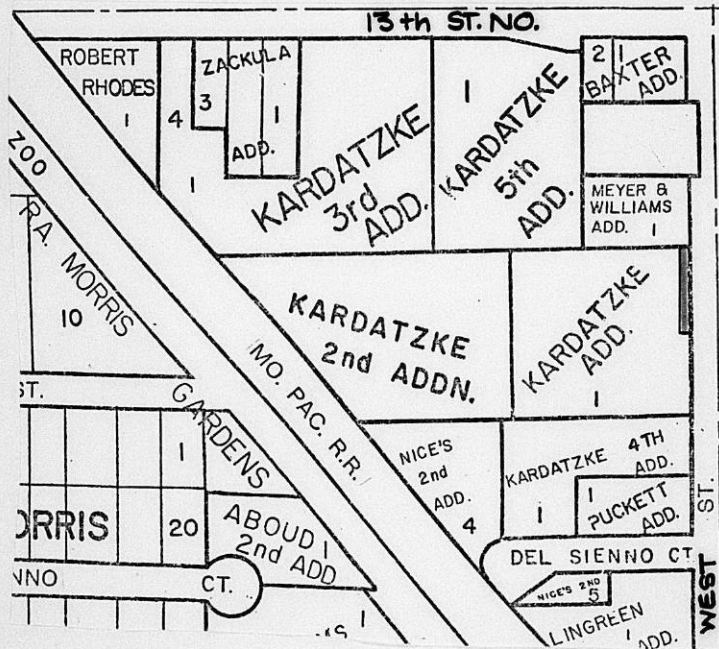 13th ST. NO.
ROBERT
RHODES
1
4
1
ZACKULA
3
1
ADD.
KARDATZKE
3rd
ADD.
1
KARDATZKE
5th
ADD.
2 1
BAXTER
ADD.
MEYER &
WILLIAMS
ADD. 1
ZOO
R.A. MORRIS
GARDENS
10
ST.
MO. PAC. R.R.
KARDATZKE
2nd ADDN.
KARDATZKE
ADD.
1
1
ORRIS
20
ABOUD 1
2nd ADD
NNO CT.
1
NICE'S
2nd
ADD.
4
KARDATZKE 4TH
ADD.
1
1
PUCKETT
ADD.
DEL SIENNO CT
NICE'S 2ND
5
LINGREEN
1 ADD.
WEST ST.